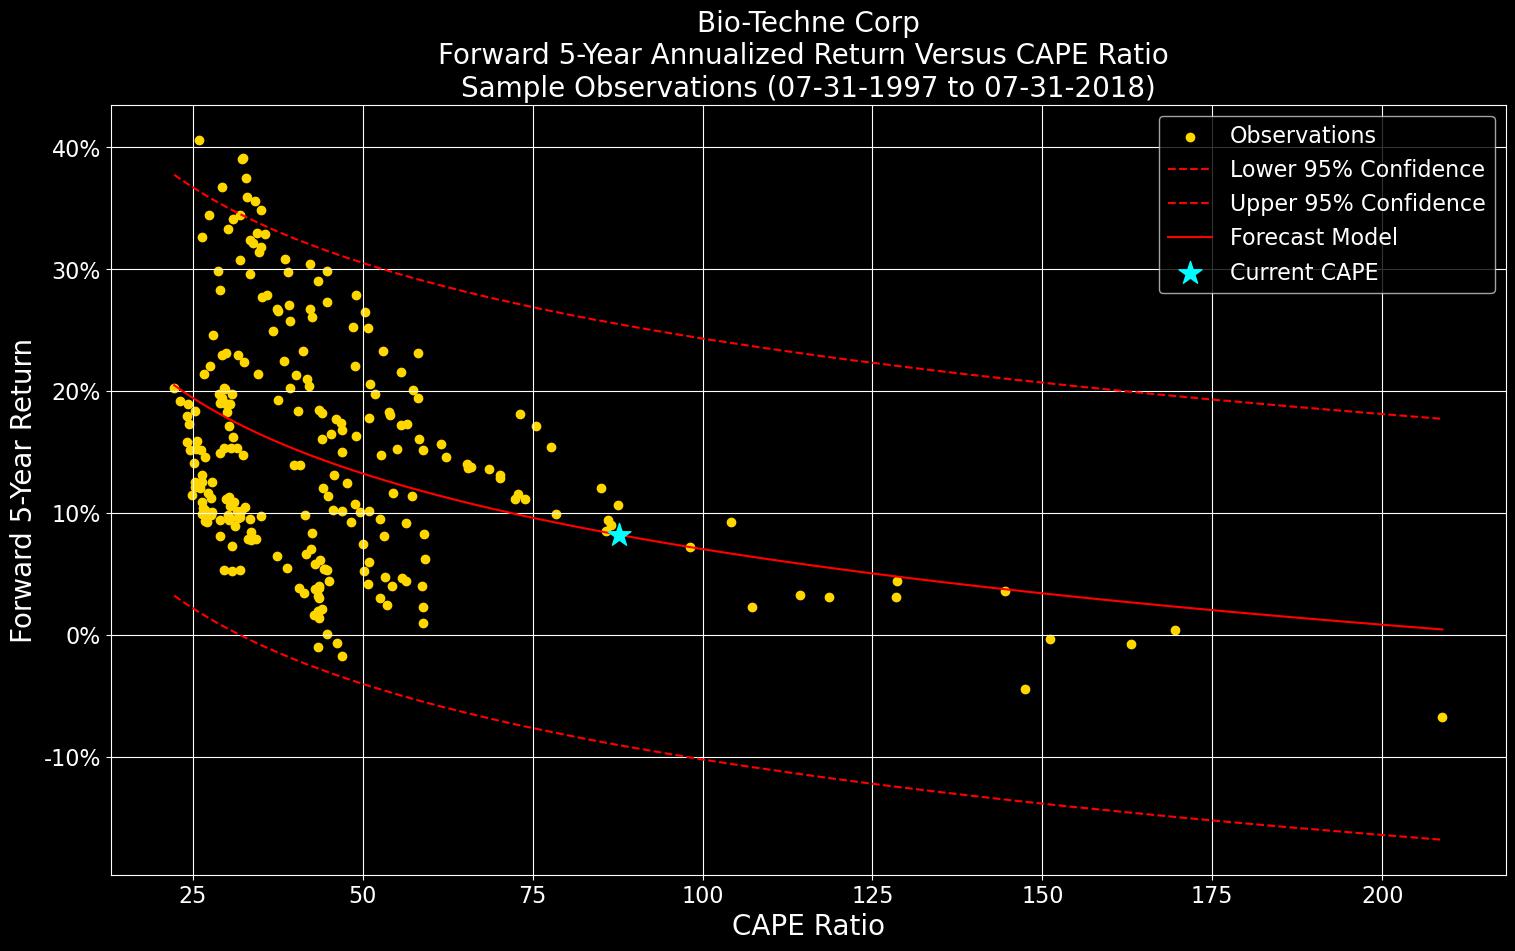 Bio-Techne Corp
Forward 5-Year Annualized Return Versus CAPE Ratio
Sample Observations (07-31-1997 to 07-31-2018)
Observations
Lower 95% Confidence
Upper 95% Confidence
Forecast Model
Current CAPE
Forward 5-Year Return
40%
30%
20%
10%
0%
-10%
25 50 75 100 125 150 175 200
CAPE Ratio